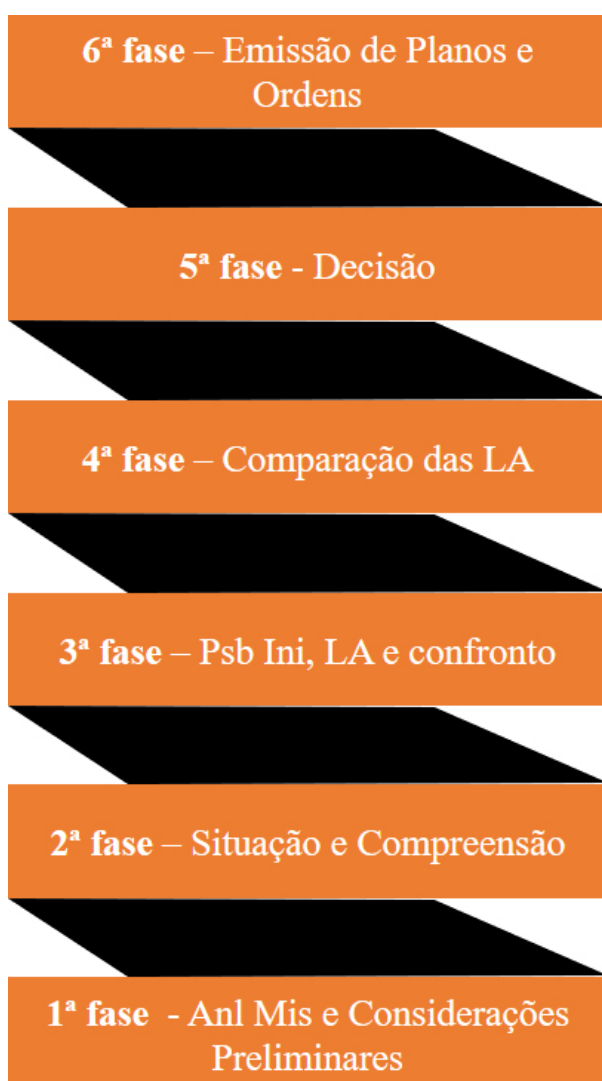 6ª fase – Emissão de Planos e
Ordens
5ª fase - Decisão
4ª fase – Comparação das LA
3ª fase – Psb Ini, LA e confronto
2ª fase – Situação e Compreensão
1ª fase - Anl Mis e Considerações
Preliminares